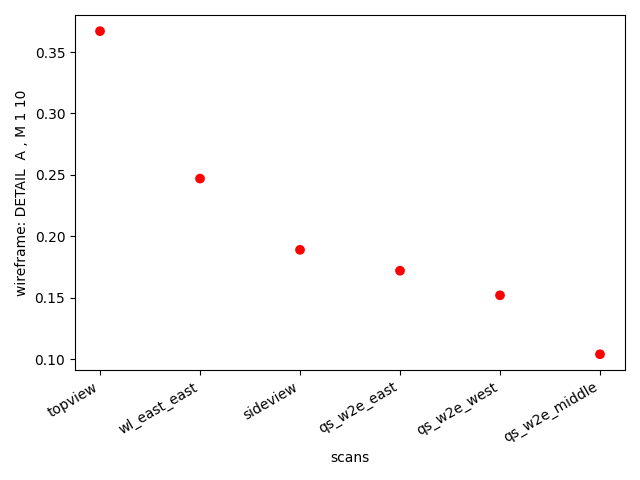 wireframe: DETAIL  A , M 1 10
0.35
0.30
0.25
0.20
0.15
0.10
topview
wl_east_east
sideview
qs_w2e_east
qs_w2e_west
qs_w2e_middle
scans